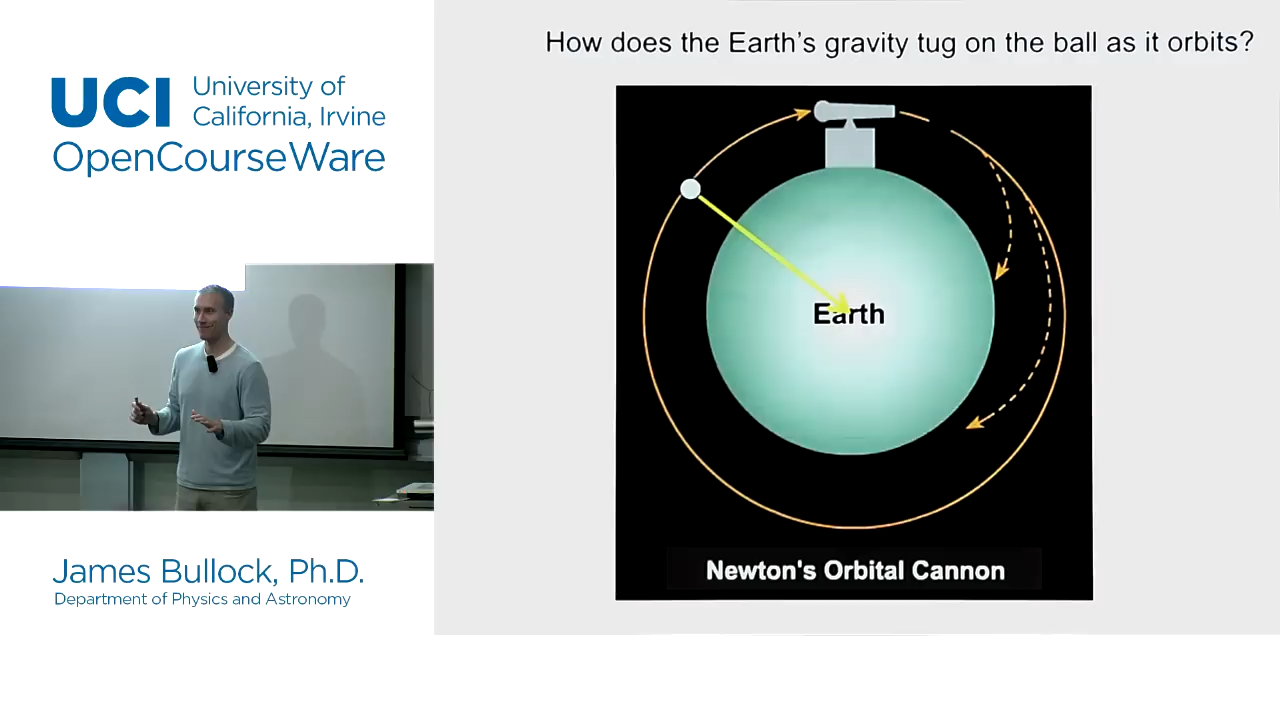 UCI University of
California, Irvine
OpenCourseWare
How does the Earth's gravity tug on the ball as it orbits?
Earth
Newton's Orbital Cannon
James Bullock, Ph.D.
Department of Physics and Astronomy